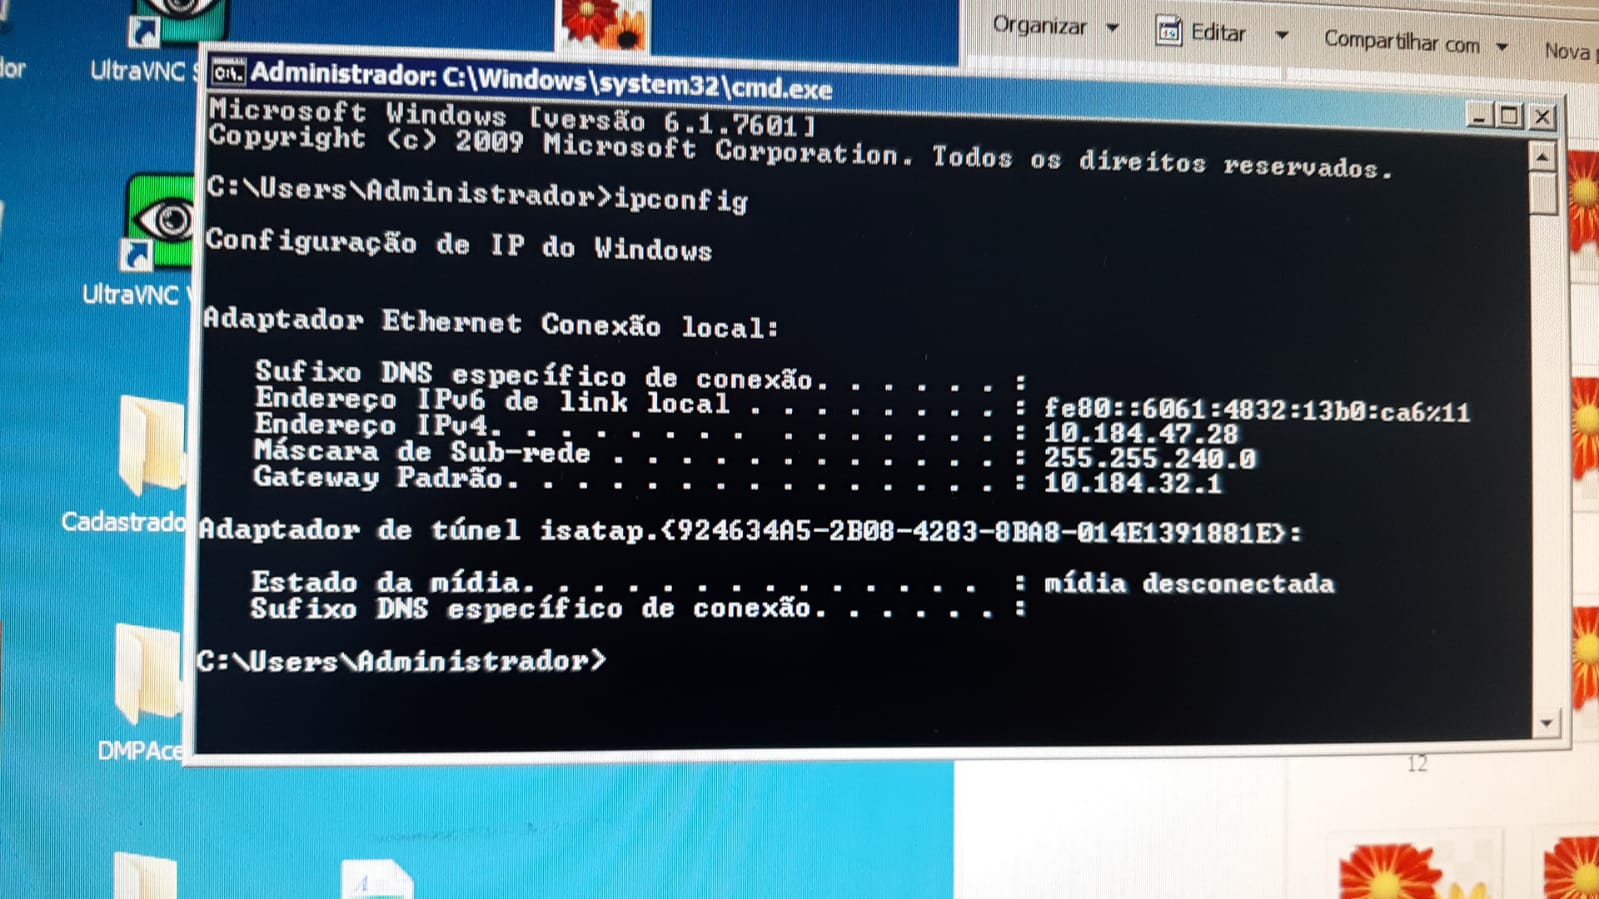 Organizar
Editar
Compartilhar com
Nova
dor
UltraVNC
Administrador: C:\Windows\system32\cmd.exe
Microsoft Windows [versão 6.1.7601]
Copyright (c) 2009 Microsoft Corporation. Todos os direitos reservados.
C:\Users\Administrador>ipconfig
Configuração de IP do Windows
UltraVNC
Adaptador Ethernet Conexão local:
Sufixo DNS específico de conexão. . . . . . :
Endereço IPv6 de link local . . . . . . . . : fe80::6061:4832:13b0:ca6%11
Endereço IPv4. . . . . . . .  . . . . . . . : 10.184.47.28
Máscara de Sub-rede . . . . . . . . . . . . : 255.255.240.0
Gateway Padrão. . . . . . . . . . . . . . . : 10.184.32.1
Cadastrado
Adaptador de túnel isatap.{924634A5-2B08-4283-8BA8-014E1391881E}:
Estado da mídia. . . . . . . . . . . . . .  : mídia desconectada
Sufixo DNS específico de conexão. . . . . . :
C:\Users\Administrador>
DMPAce
12